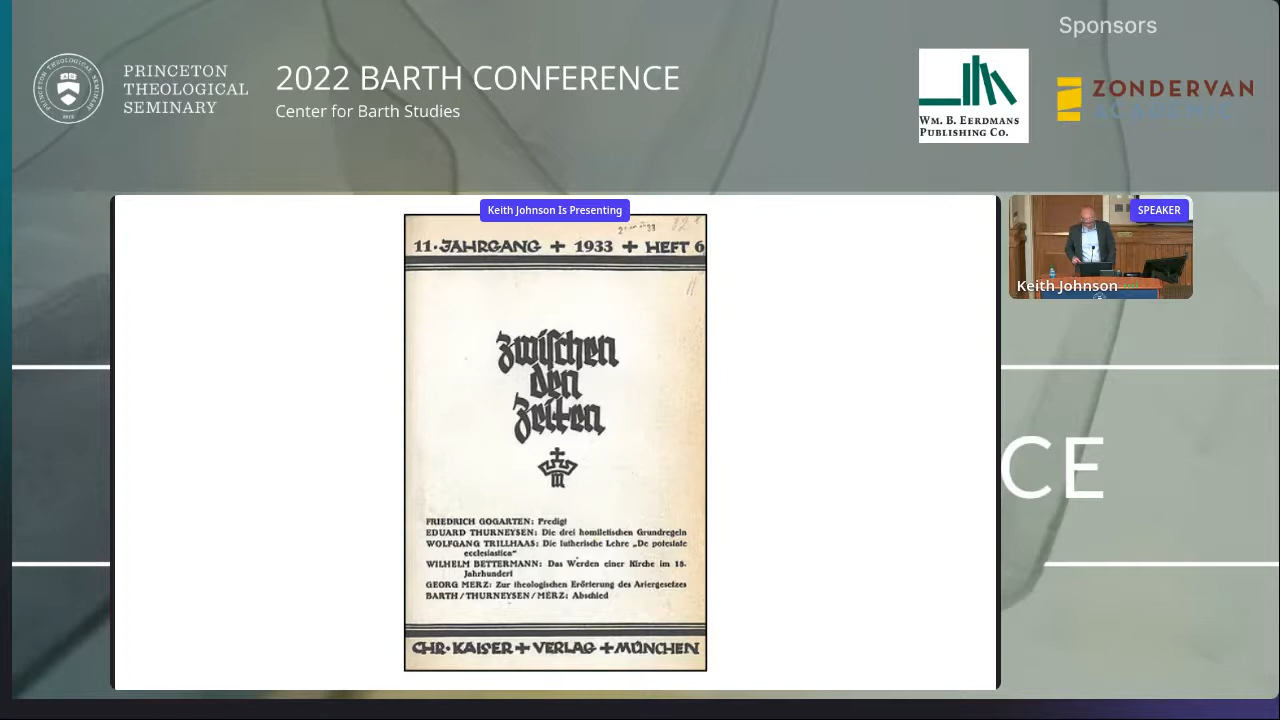 Sponsors
PRINCETON
THEOLOGICAL
SEMINARY
2022 BARTH CONFERENCE
Center for Barth Studies
WM. B. EERDMANS
PUBLISHING CO.
ZONDERVAN
ACADEMIC
Keith Johnson Is Presenting
SPEAKER
Keith Johnson
11. JAHRGANG + 1933 + HEFT 6
Zwischen
den
Zeiten
FRIEDRICH GOGARTEN: Predigt
EDUARD THURNEYSEN: Die drei homiletischen Grundregeln
WOLFGANG TRILLHAAS: Die lutherische Lehre „De potestate
ecclesiastica“
WILHELM BETTERMANN: Das Werden einer Kirche im 18.
Jahrhundert
GEORG MERZ: Zur theologischen Erörterung des Ariergesetzes
BARTH / THURNEYSEN / MERZ: Abschied
CHR. KAISER + VERLAG + MÜNCHEN
CE